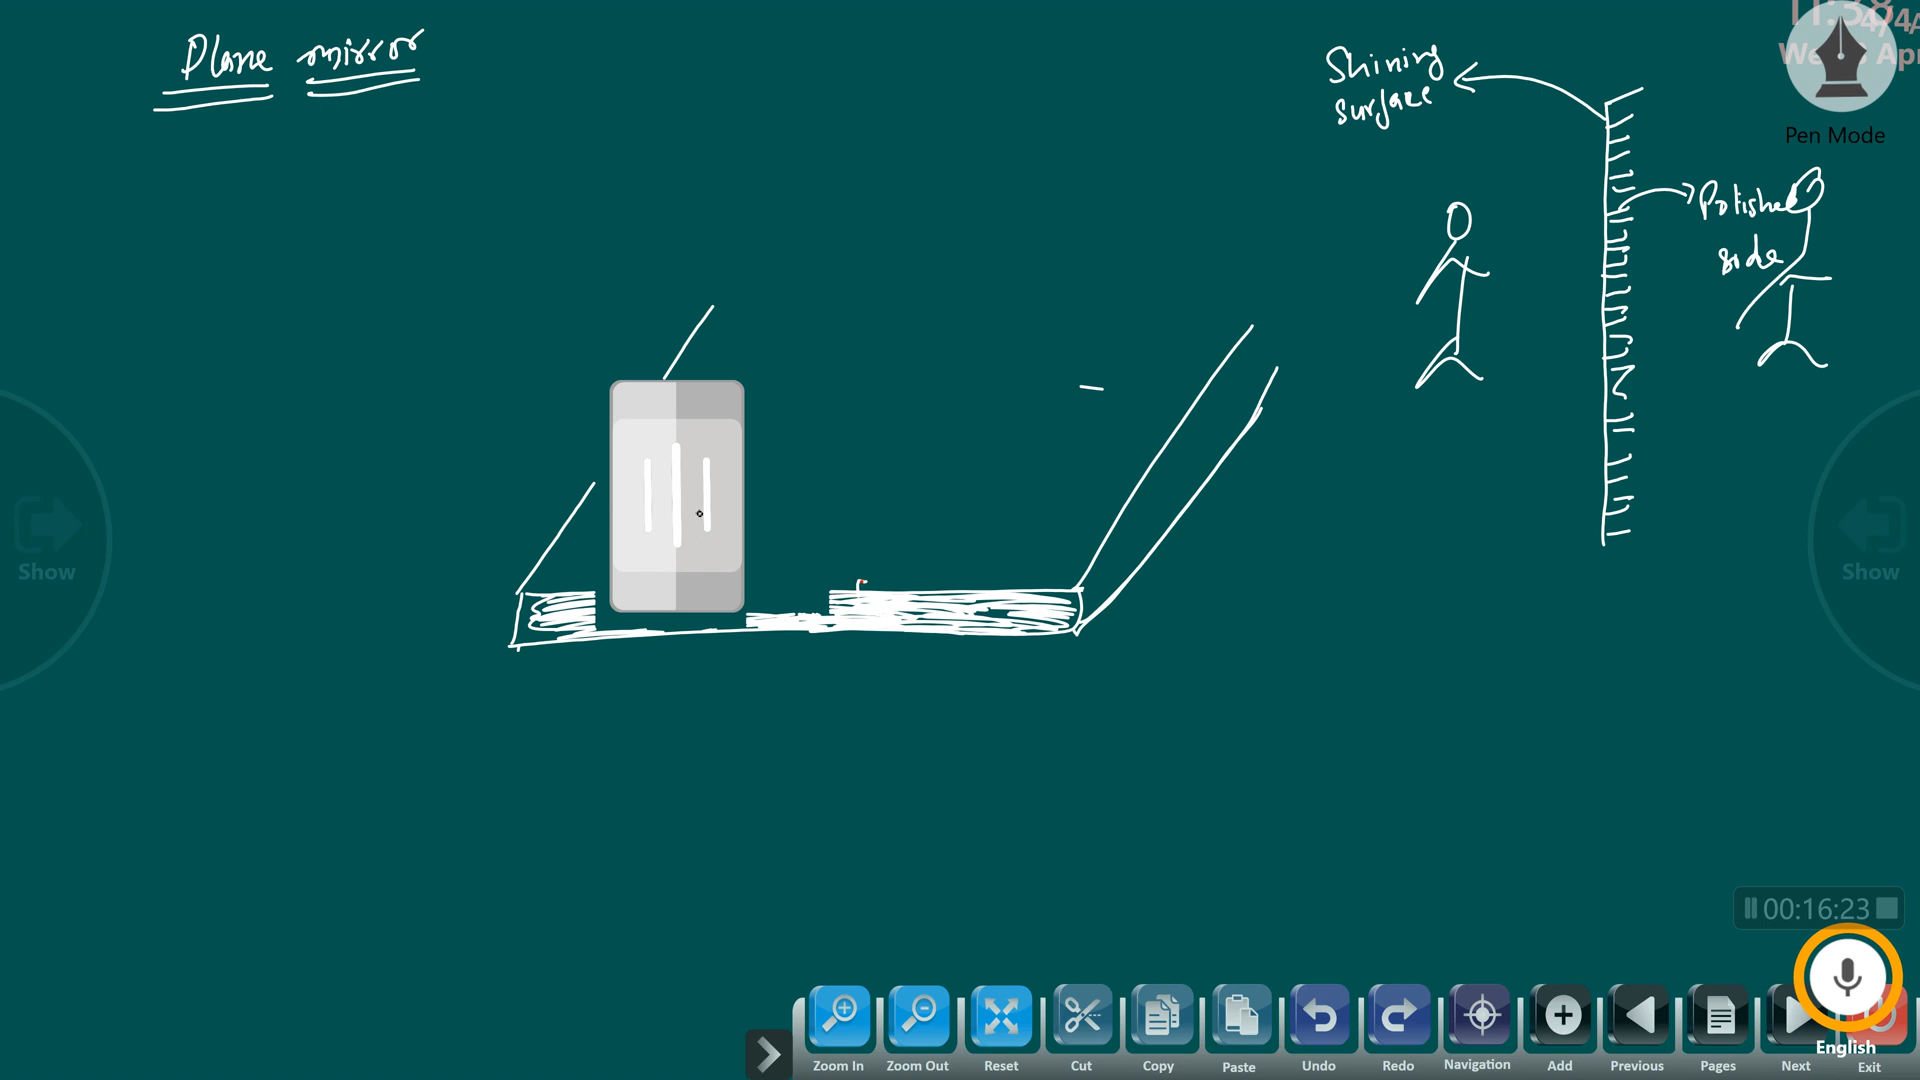 Plane mirror
Shining
surface
Pen Mode
Polished
side
Show
Show
00:16:23
English
Zoom In
Zoom Out
Reset
Cut
Copy
Paste
Undo
Redo
Navigation
Add
Previous
Pages
Next
Exit